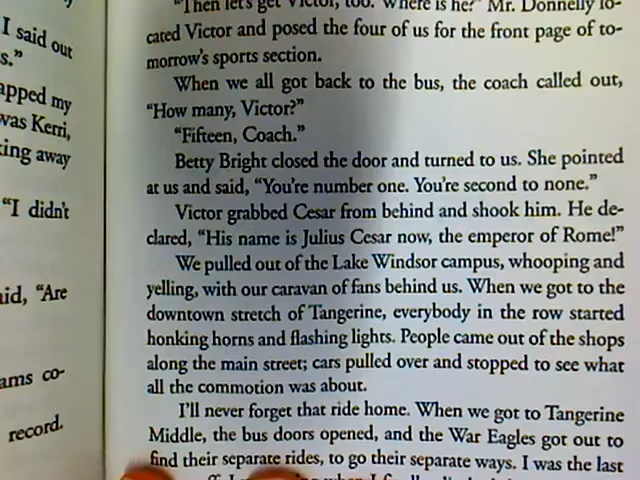 I said out
s."
apped my
was Kerri,
king away
"I didn't
aid, "Are
ams co-
record.
"Then let's get Victor, too. Where is he?" Mr. Donnelly lo-
cated Victor and posed the four of us for the front page of to-
morrow's sports section.
When we all got back to the bus, the coach called out,
"How many, Victor?"
"Fifteen, Coach."
Betty Bright closed the door and turned to us. She pointed
at us and said, "You're number one. You're second to none."
Victor grabbed Cesar from behind and shook him. He de-
clared, "His name is Julius Cesar now, the emperor of Rome!"
We pulled out of the Lake Windsor campus, whooping and
yelling, with our caravan of fans behind us. When we got to the
downtown stretch of Tangerine, everybody in the row started
honking horns and flashing lights. People came out of the shops
along the main street; cars pulled over and stopped to see what
all the commotion was about.
I'll never forget that ride home. When we got to Tangerine
Middle, the bus doors opened, and the War Eagles got out to
find their separate rides, to go their separate ways. I was the last